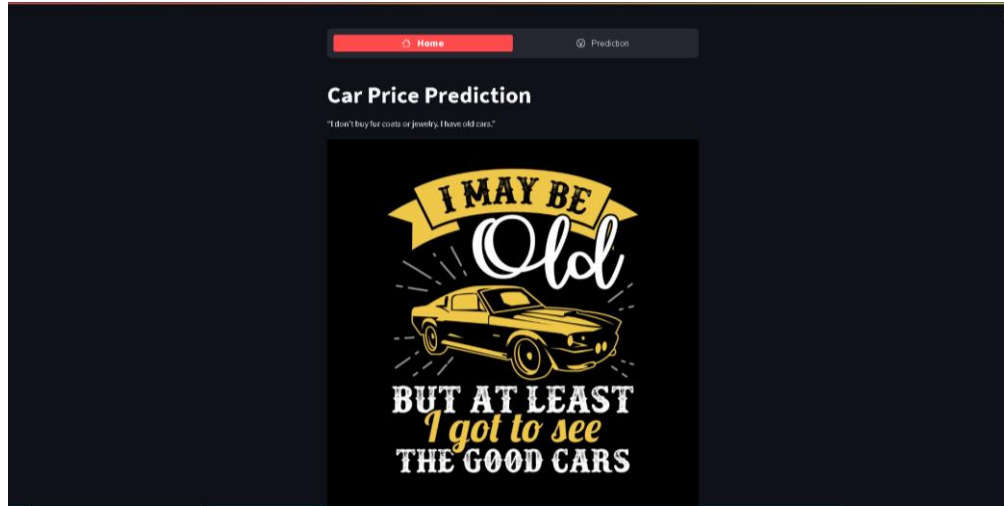 Home
Prediction
Car Price Prediction
"I don't buy fur coats or jewelry. I have old cars."
I MAY BE
Old
BUT AT LEAST
I got to see
THE GOOD CARS